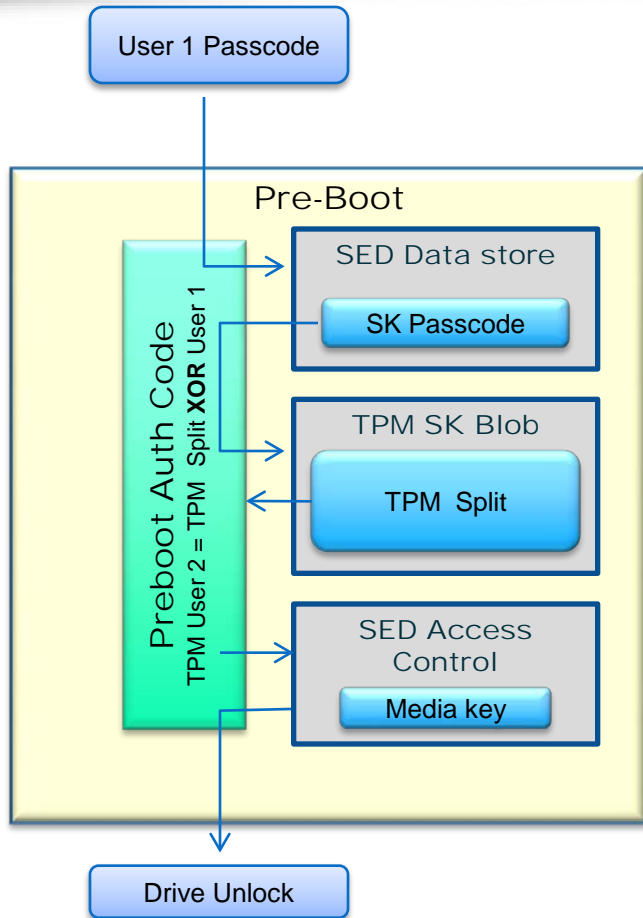 User 1 Passcode
Pre-Boot
Preboot Auth Code
TPM User 2 = TPM Split XOR User 1
SED Data store
SK Passcode
TPM SK Blob
TPM Split
SED Access
Control
Media key
Drive Unlock